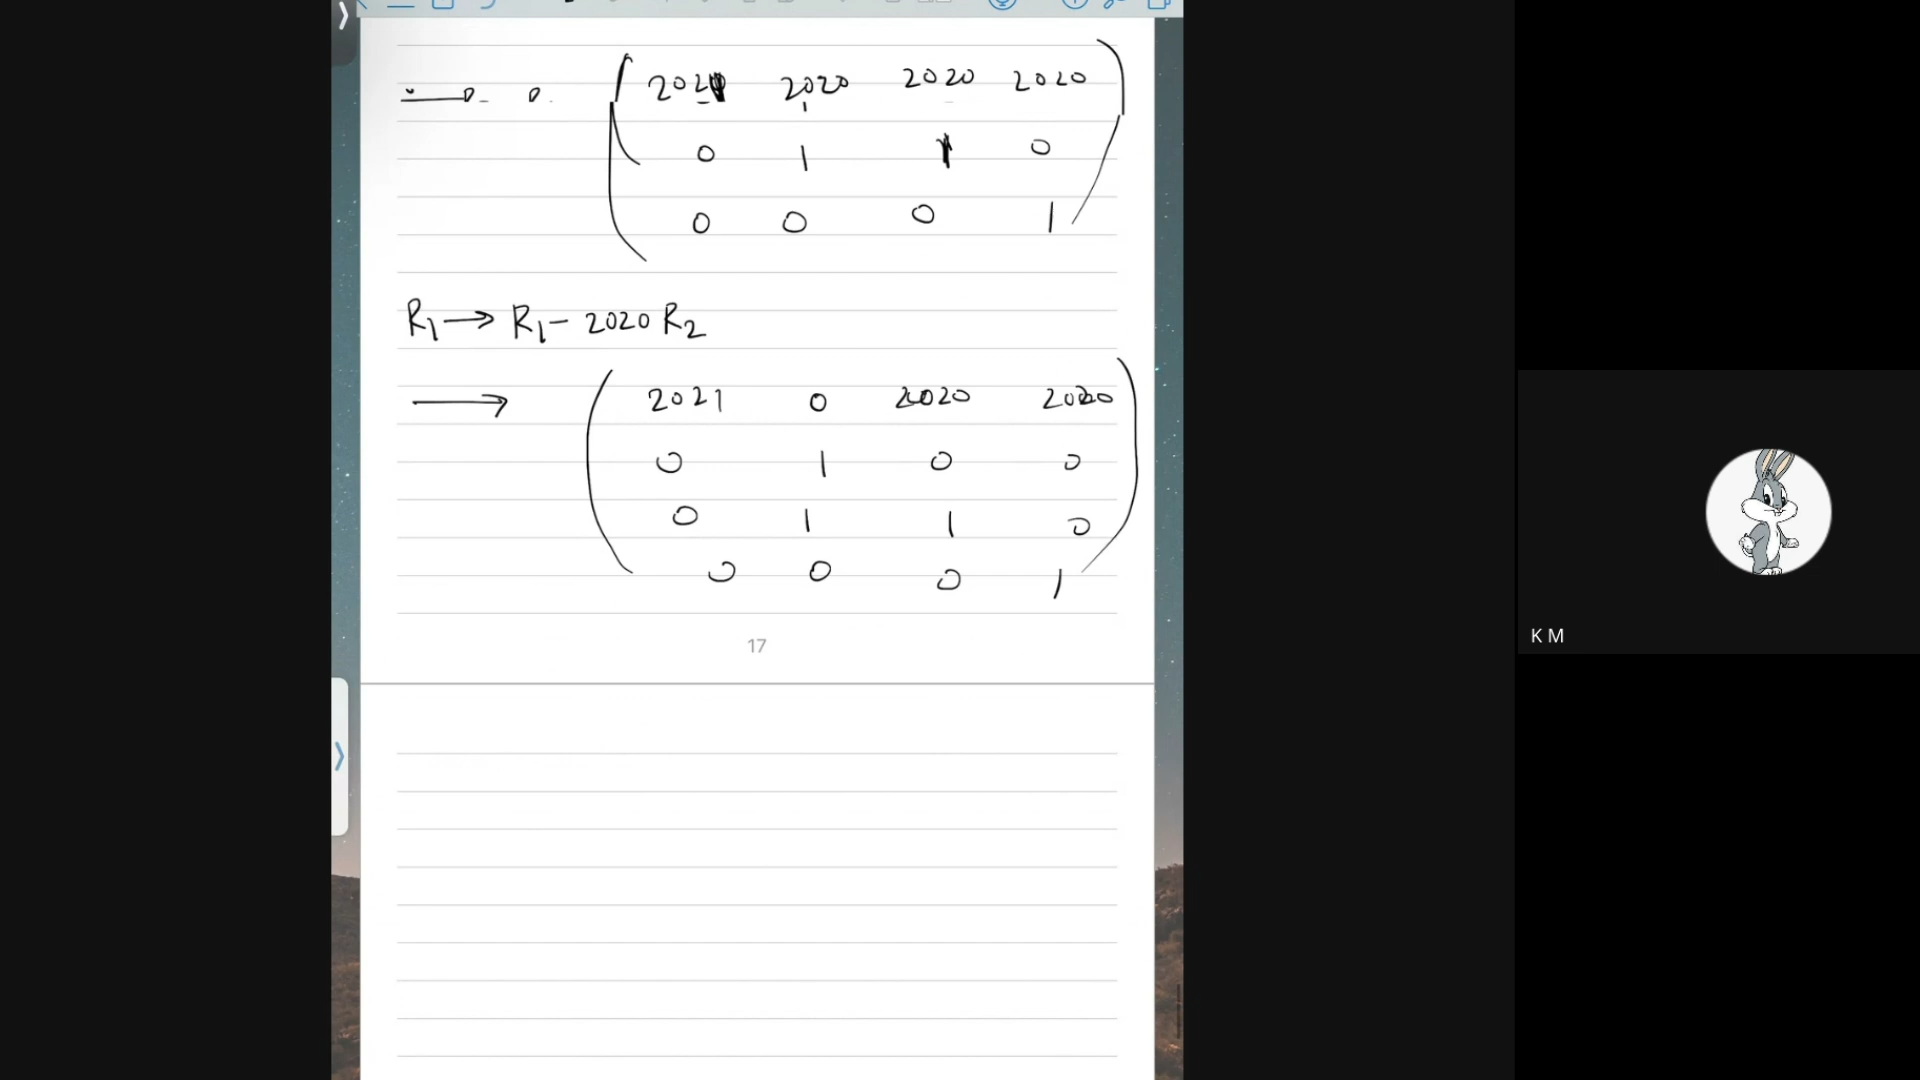 2021 2020 2020 2020
0 1 1 0
0 0 0 1
R1 → R1 - 2020 R2
→ 2021 0 2020 2020
0 1 0 0
0 1 1 0
0 0 0 1
17
K M